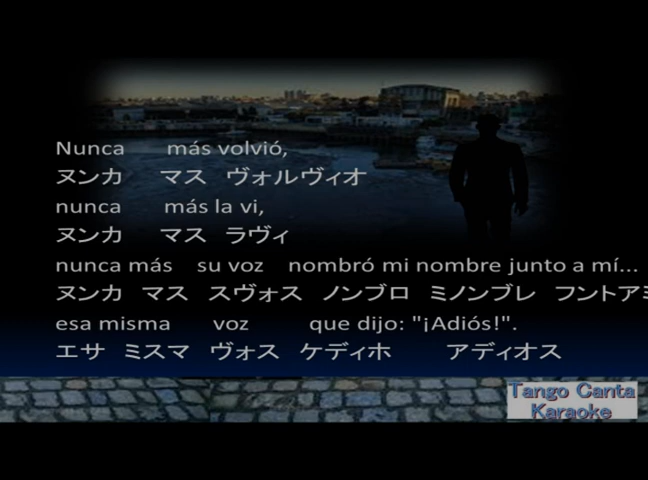 Nunca más volvió,
ヌンカ マス ヴォルヴィオ
nunca más la vi,
ヌンカ マス ラヴィ
nunca más su voz nombró mi nombre junto a mí...
ヌンカ マス スヴォス ノンブロ ミノンブレ フントアミ
esa misma voz que dijo: "¡Adiós!".
エサ ミスマ ヴォス ケディホ アディオス
Tango Canta
Karaoke